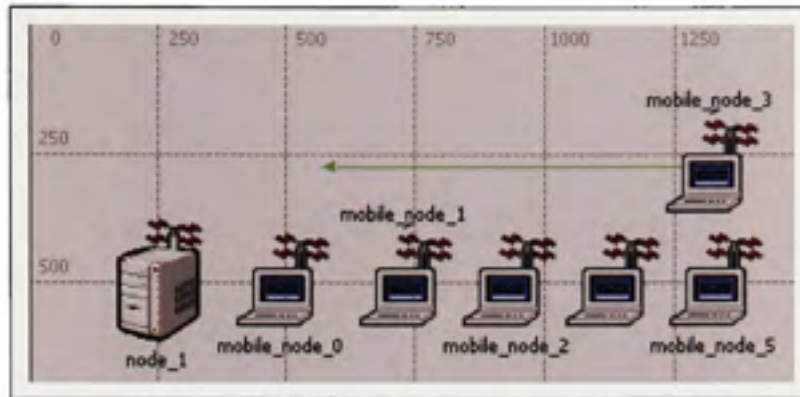 0 250 500 750 1000 1250
mobile_node_3
250
mobile_node_1
500
node_1 mobile_node_0 mobile_node_2 mobile_node_5